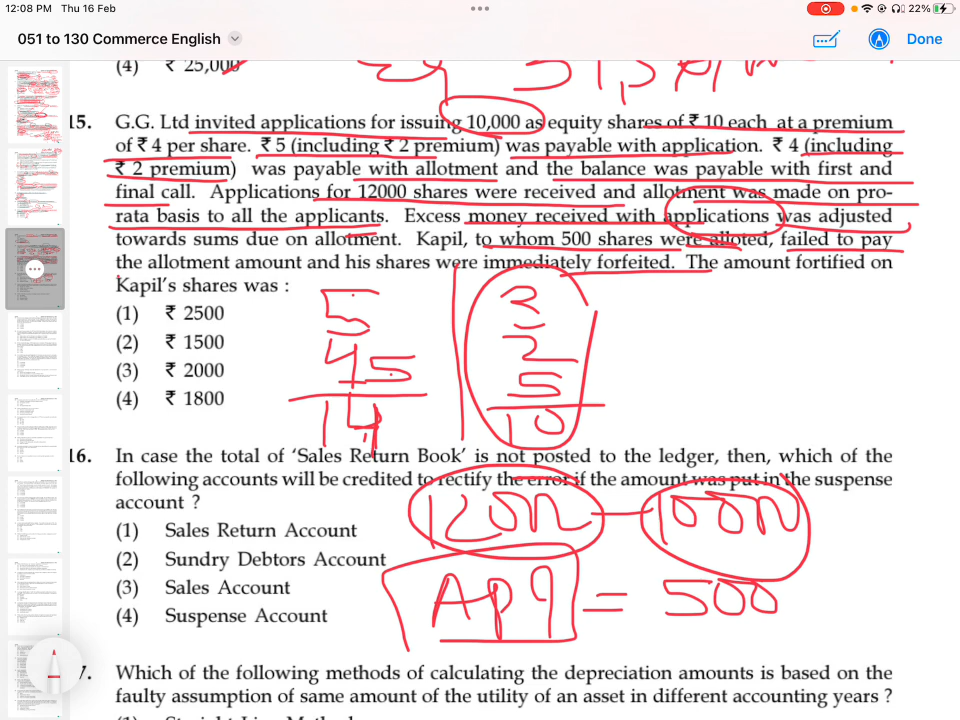 12:08 PM Thu 16 Feb
22%
051 to 130 Commerce English
Done
(4) ₹ 25,000
15. G.G. Ltd invited applications for issuing 10,000 as equity shares of ₹ 10 each at a premium
of ₹ 4 per share. ₹ 5 (including ₹ 2 premium) was payable with application. ₹ 4 (including
₹ 2 premium) was payable with allotment and the balance was payable with first and
final call. Applications for 12000 shares were received and allotment was made on pro-
rata basis to all the applicants. Excess money received with applications was adjusted
towards sums due on allotment. Kapil, to whom 500 shares were alloted, failed to pay
the allotment amount and his shares were immediately forfeited. The amount fortified on
Kapil's shares was :
(1) ₹ 2500
(2) ₹ 1500
(3) ₹ 2000
(4) ₹ 1800
5
4 5
14
3
2
5
10
16. In case the total of 'Sales Return Book' is not posted to the ledger, then, which of the
following accounts will be credited to rectify the error if the amount was put in the suspense
account ?
(1) Sales Return Account
(2) Sundry Debtors Account
(3) Sales Account
(4) Suspense Account
= 500
7. Which of the following methods of calculating the depreciation amounts is based on the
faulty assumption of same amount of the utility of an asset in different accounting years ?